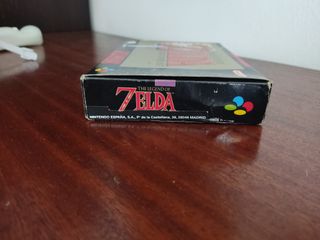 THE LEGEND OF
ZELDA
NINTENDO ESPAÑA, S.A., Pº de la Castellana, 39, 28046 MADRID